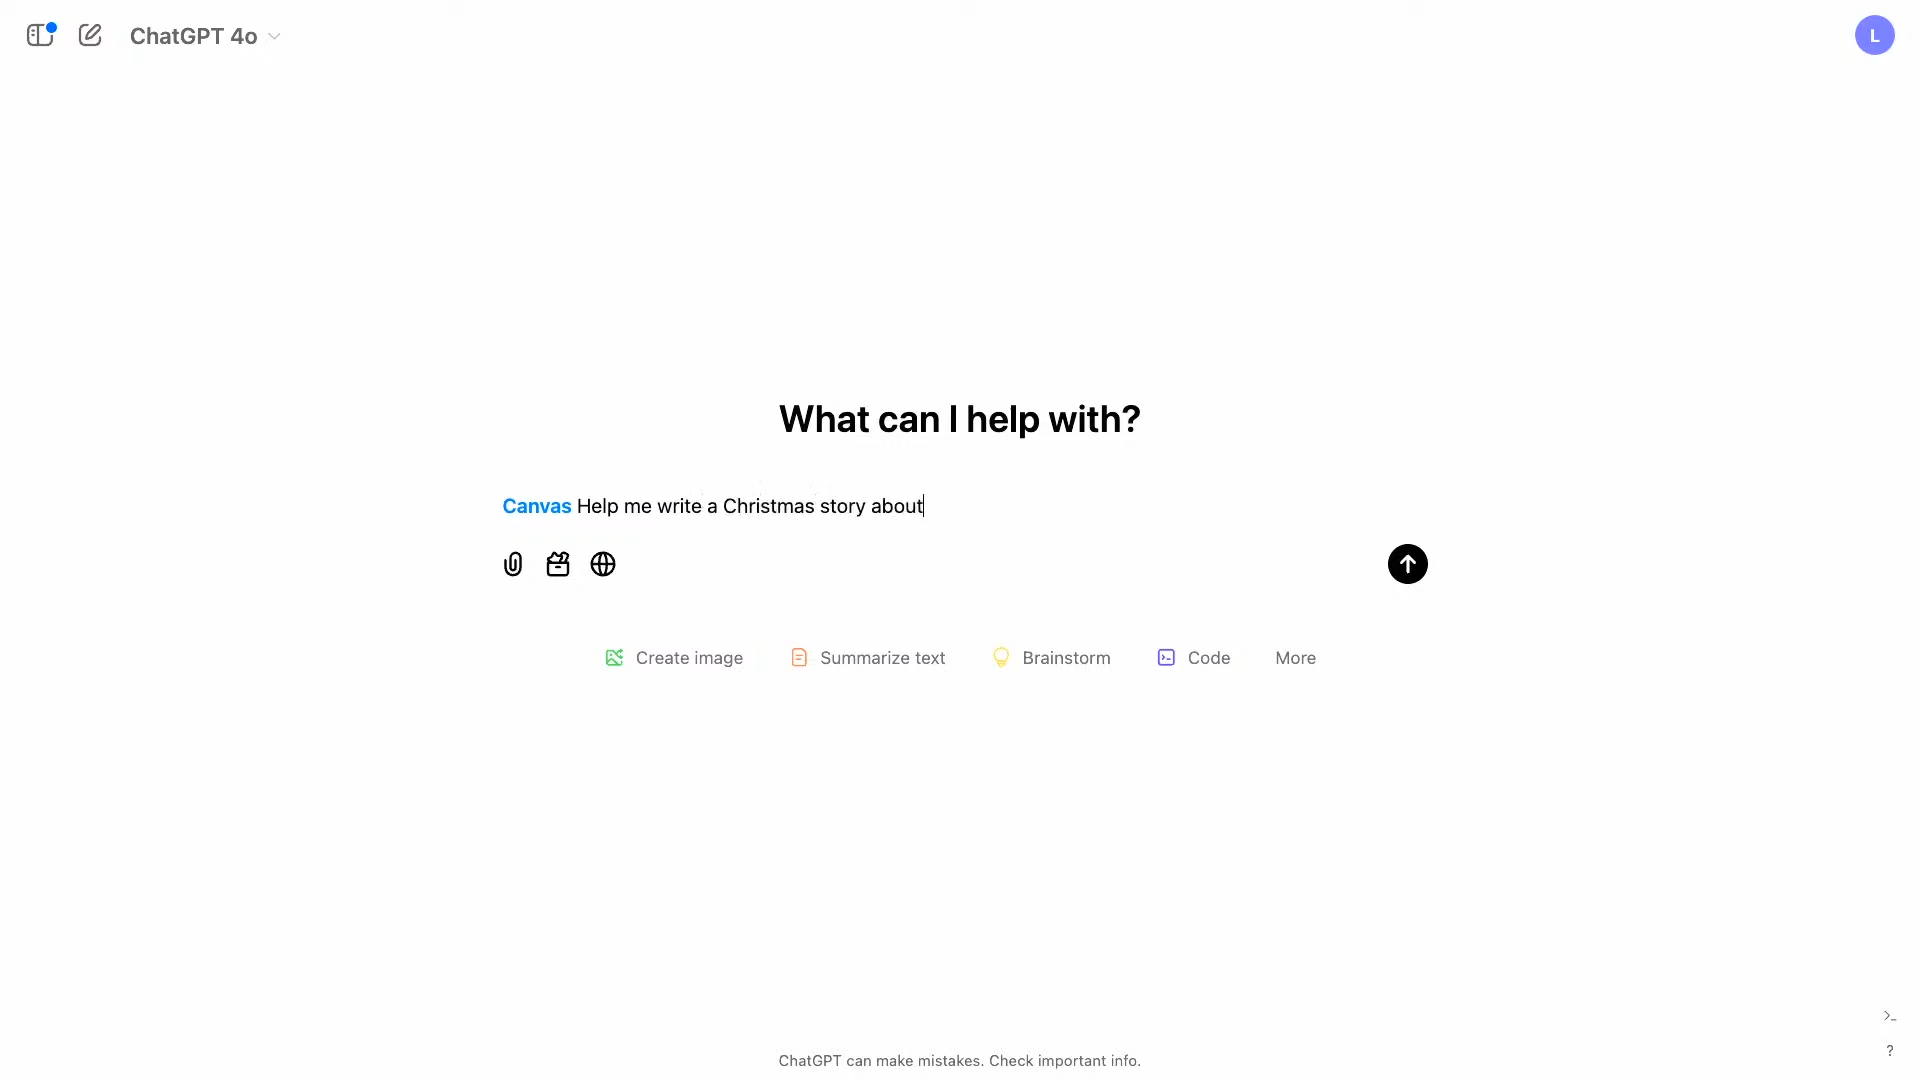 ChatGPT 4o
L
What can I help with?
Canvas Help me write a Christmas story about
Create image
Summarize text
Brainstorm
Code
More
>_
?
ChatGPT can make mistakes. Check important info.